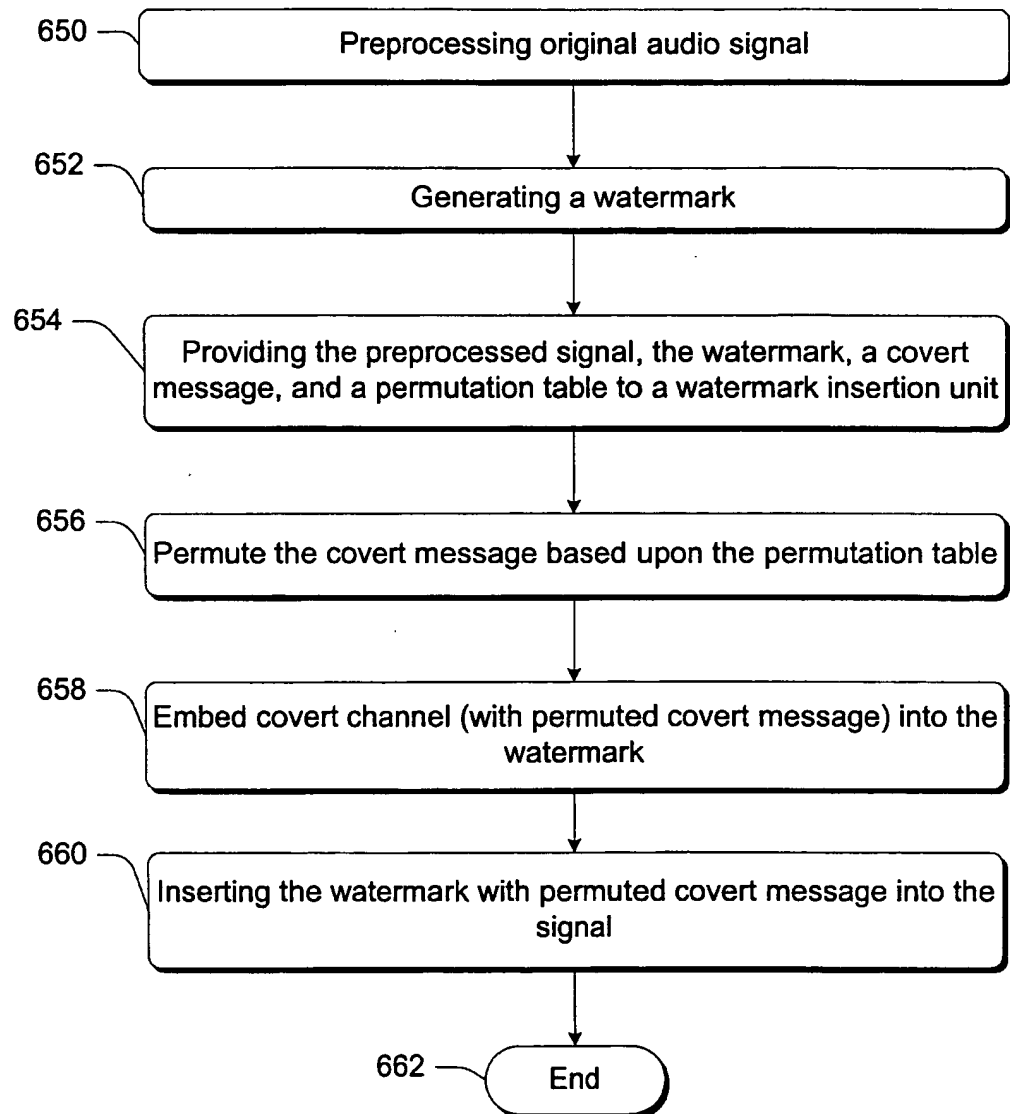 650
Preprocessing original audio signal
652
Generating a watermark
654
Providing the preprocessed signal, the watermark, a covert
message, and a permutation table to a watermark insertion unit
656
Permute the covert message based upon the permutation table
658
Embed covert channel (with permuted covert message) into the
watermark
660
Inserting the watermark with permuted covert message into the
signal
662
End